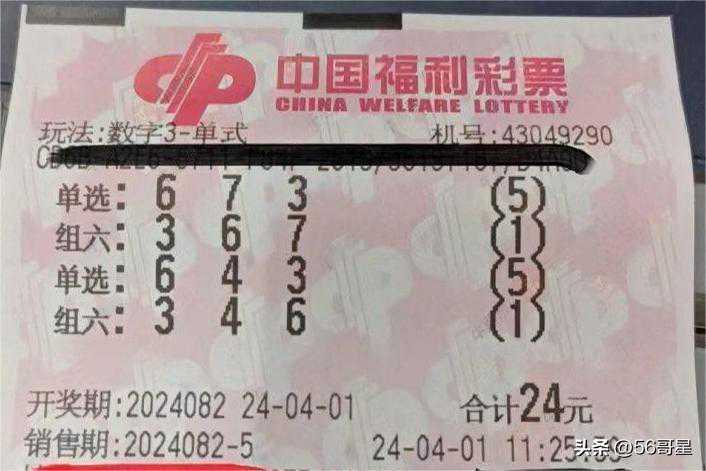 中国福利彩票
CHINA WELFARE LOTTERY
玩法:数字3-单式 机号:43049290
单选: 6 7 3 (5)
组六: 3 6 7 (1)
单选: 6 4 3 (5)
组六: 3 4 6 (1)
开奖期:2024082 24-04-01 合计24元
销售期:2024082-5 24-04-01 11:25
头条 @56哥星